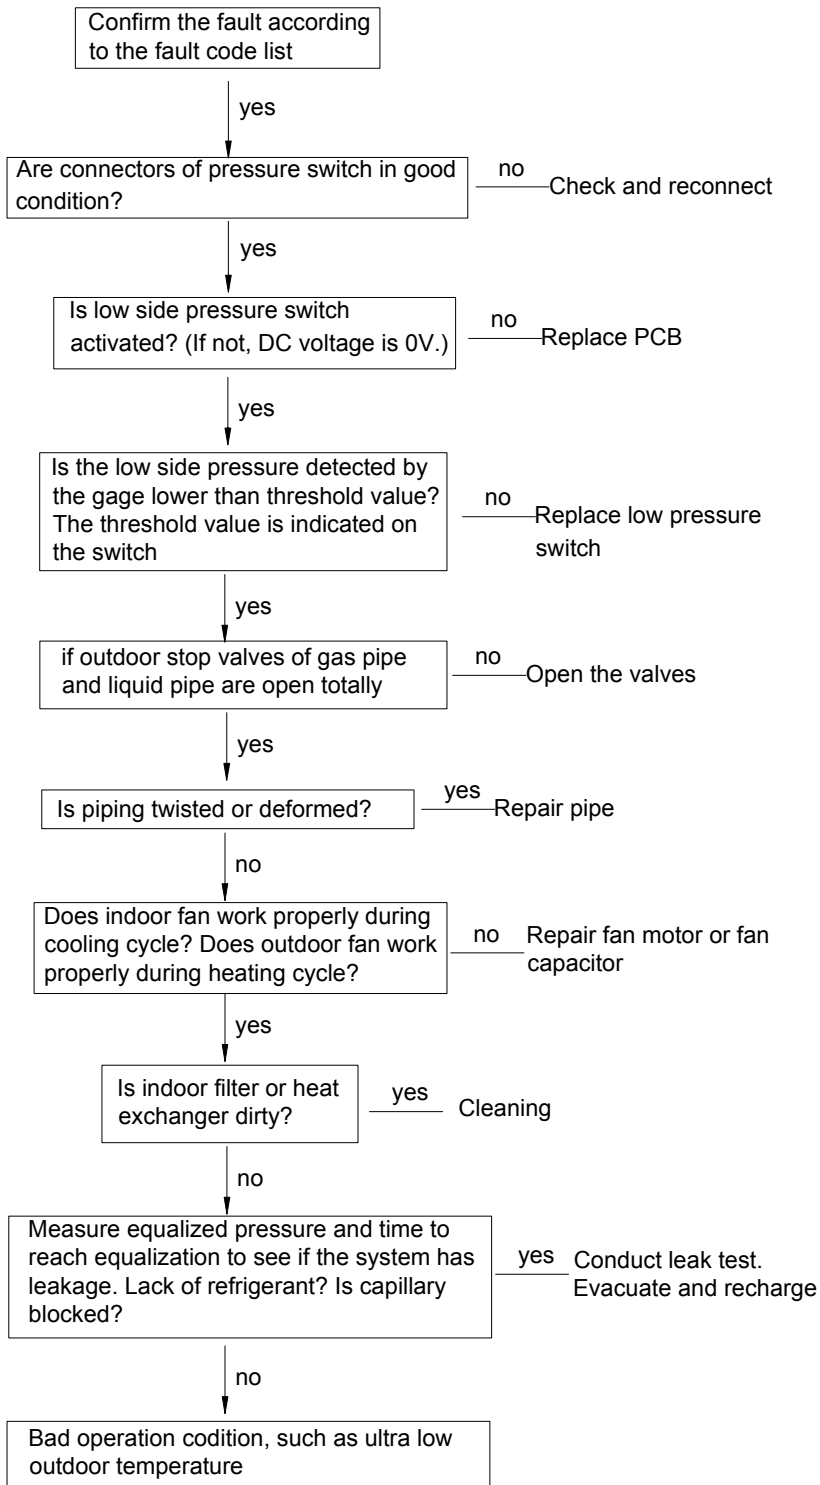 Confirm the fault according
to the fault code list
yes
Are connectors of pressure switch in good
condition?
no
Check and reconnect
yes
Is low side pressure switch
activated? (If not, DC voltage is 0V.)
no
Replace PCB
yes
Is the low side pressure detected by
the gage lower than threshold value?
The threshold value is indicated on
the switch
no
Replace low pressure
switch
yes
if outdoor stop valves of gas pipe
and liquid pipe are open totally
no
Open the valves
yes
Is piping twisted or deformed?
yes
Repair pipe
no
Does indoor fan work properly during
cooling cycle? Does outdoor fan work
properly during heating cycle?
no
Repair fan motor or fan
capacitor
yes
Is indoor filter or heat
exchanger dirty?
yes
Cleaning
no
Measure equalized pressure and time to
reach equalization to see if the system has
leakage. Lack of refrigerant? Is capillary
blocked?
yes
Conduct leak test.
Evacuate and recharge
no
Bad operation codition, such as ultra low
outdoor temperature